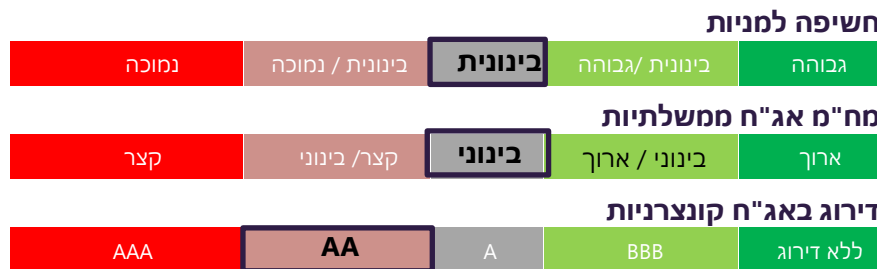 חשיפה למניות
גבוהה בינונית /גבוהה בינונית בינונית / נמוכה נמוכה
מח"מ אג"ח ממשלתיות
ארוך בינוני / ארוך בינוני קצר/ בינוני קצר
דירוג באג"ח קונצרניות
ללא דירוג BBB A AA AAA